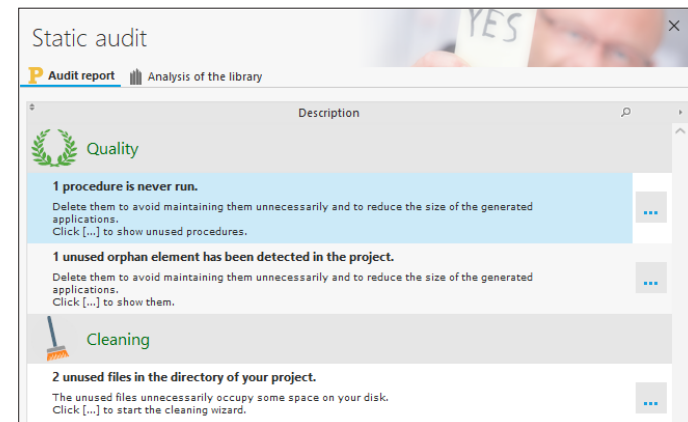 YES
Static audit
Audit report
Analysis of the library
Description
Quality
1 procedure is never run.
Delete them to avoid maintaining them unnecessarily and to reduce the size of the generated
applications.
Click [...] to show unused procedures.
...
1 unused orphan element has been detected in the project.
Delete them to avoid maintaining them unnecessarily and to reduce the size of the generated
applications.
Click [...] to show them.
...
Cleaning
2 unused files in the directory of your project.
The unused files unnecessarily occupy some space on your disk.
Click [...] to start the cleaning wizard.
...